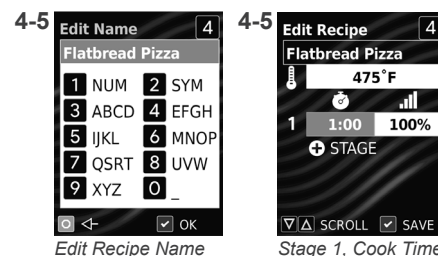 4-5
Edit Name 4
Flatbread Pizza
1 NUM 2 SYM
3 ABCD 4 EFGH
5 IJKL 6 MNOP
7 QSRT 8 UVW
9 XYZ 0 _
OK
Edit Recipe Name
4-5
Edit Recipe 4
Flatbread Pizza
475°F
1 1:00 100%
STAGE
SCROLL SAVE
Stage 1, Cook Time